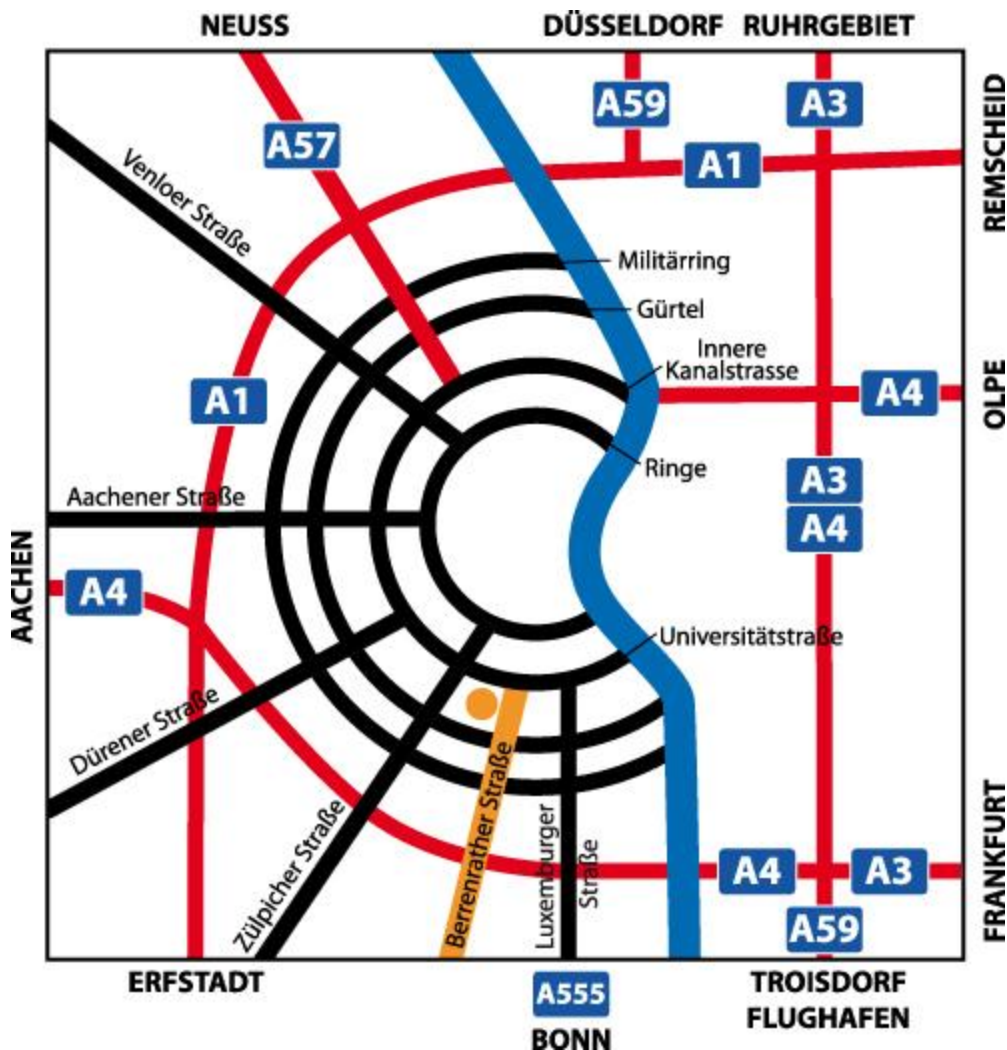 NEUSS
DÜSSELDORF
RUHRGEBIET
A59
A3
A57
A1
REMSCHEID
Venloer Straße
Militärring
Gürtel
Innere
Kanalstrasse
A1
A4
OLPE
Ringe
A3
A4
Aachener Straße
AACHEN
A4
Universitätstraße
Dürener Straße
Zülpicher Straße
Berrenrather Straße
Luxemburger
Straße
A4
A3
FRANKFURT
A59
ERFSTADT
A555
BONN
TROISDORF
FLUGHAFEN